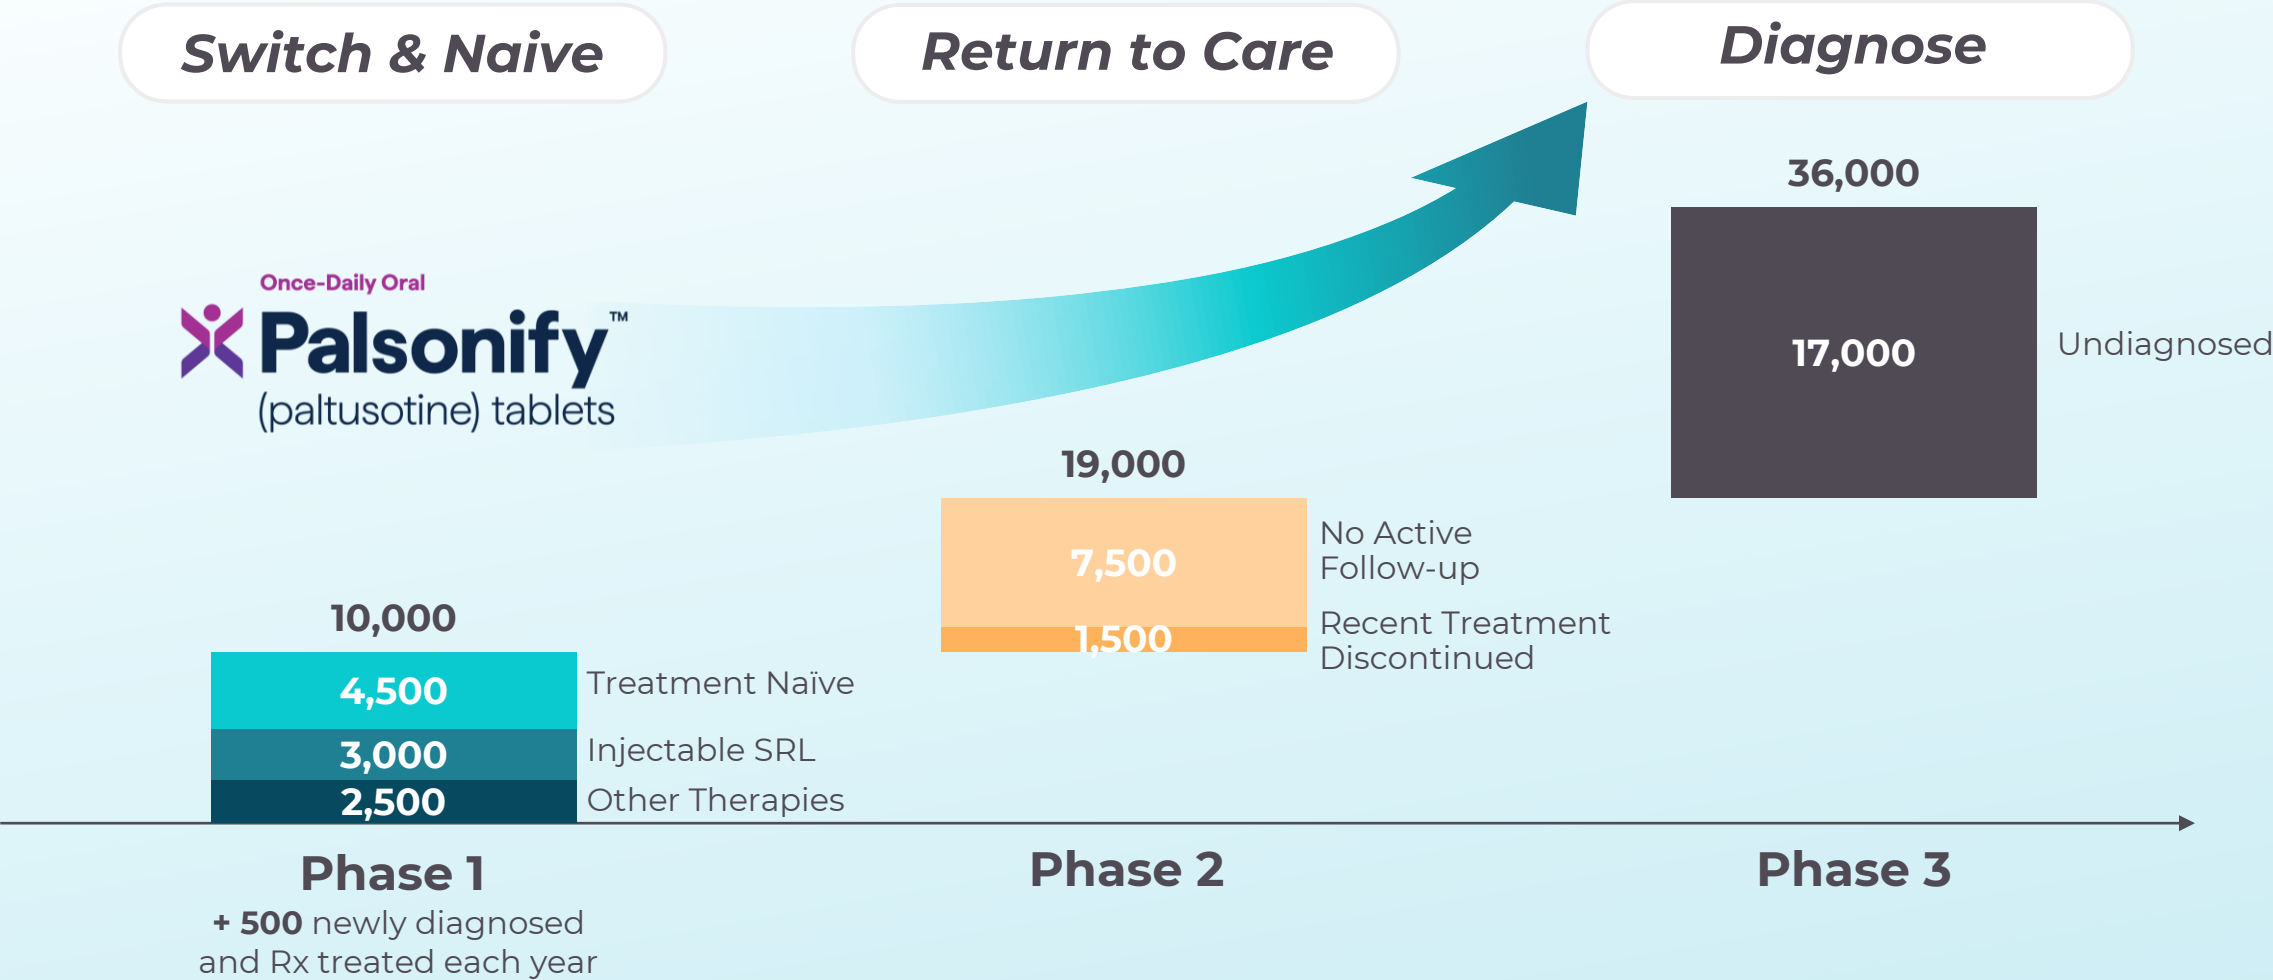 Switch & Naive
Return to Care
Diagnose
36,000
17,000
Undiagnosed
Once-Daily Oral
Palsonify™
(paltusotine) tablets
19,000
7,500
No Active
Follow-up
1,500
Recent Treatment
Discontinued
10,000
4,500
Treatment Naïve
3,000
Injectable SRL
2,500
Other Therapies
Phase 1
+ 500 newly diagnosed
and Rx treated each year
Phase 2
Phase 3